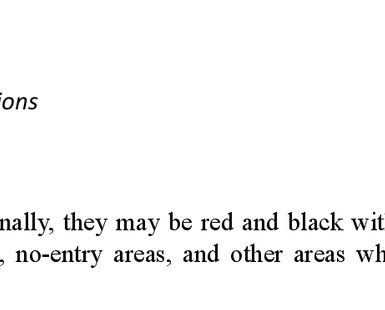 ions
nally, they may be red and black wit
, no-entry areas, and other areas wh